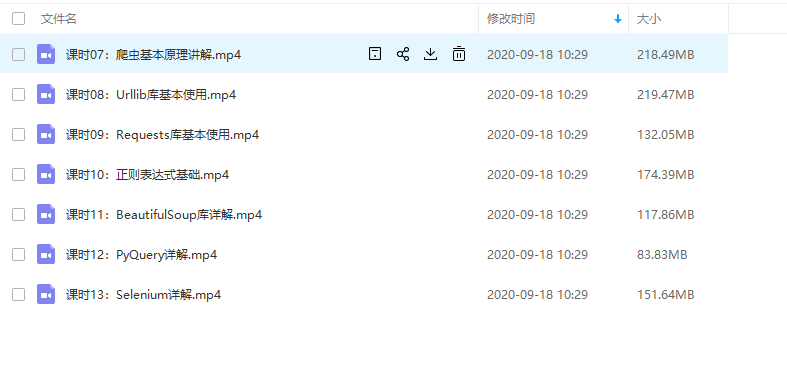 文件名 修改时间 大小
课时07：爬虫基本原理讲解.mp4 2020-09-18 10:29 218.49MB
课时08：Urllib库基本使用.mp4 2020-09-18 10:29 219.47MB
课时09：Requests库基本使用.mp4 2020-09-18 10:29 132.05MB
课时10：正则表达式基础.mp4 2020-09-18 10:29 174.39MB
课时11：BeautifulSoup库详解.mp4 2020-09-18 10:29 117.86MB
课时12：PyQuery详解.mp4 2020-09-18 10:29 83.83MB
课时13：Selenium详解.mp4 2020-09-18 10:29 151.64MB